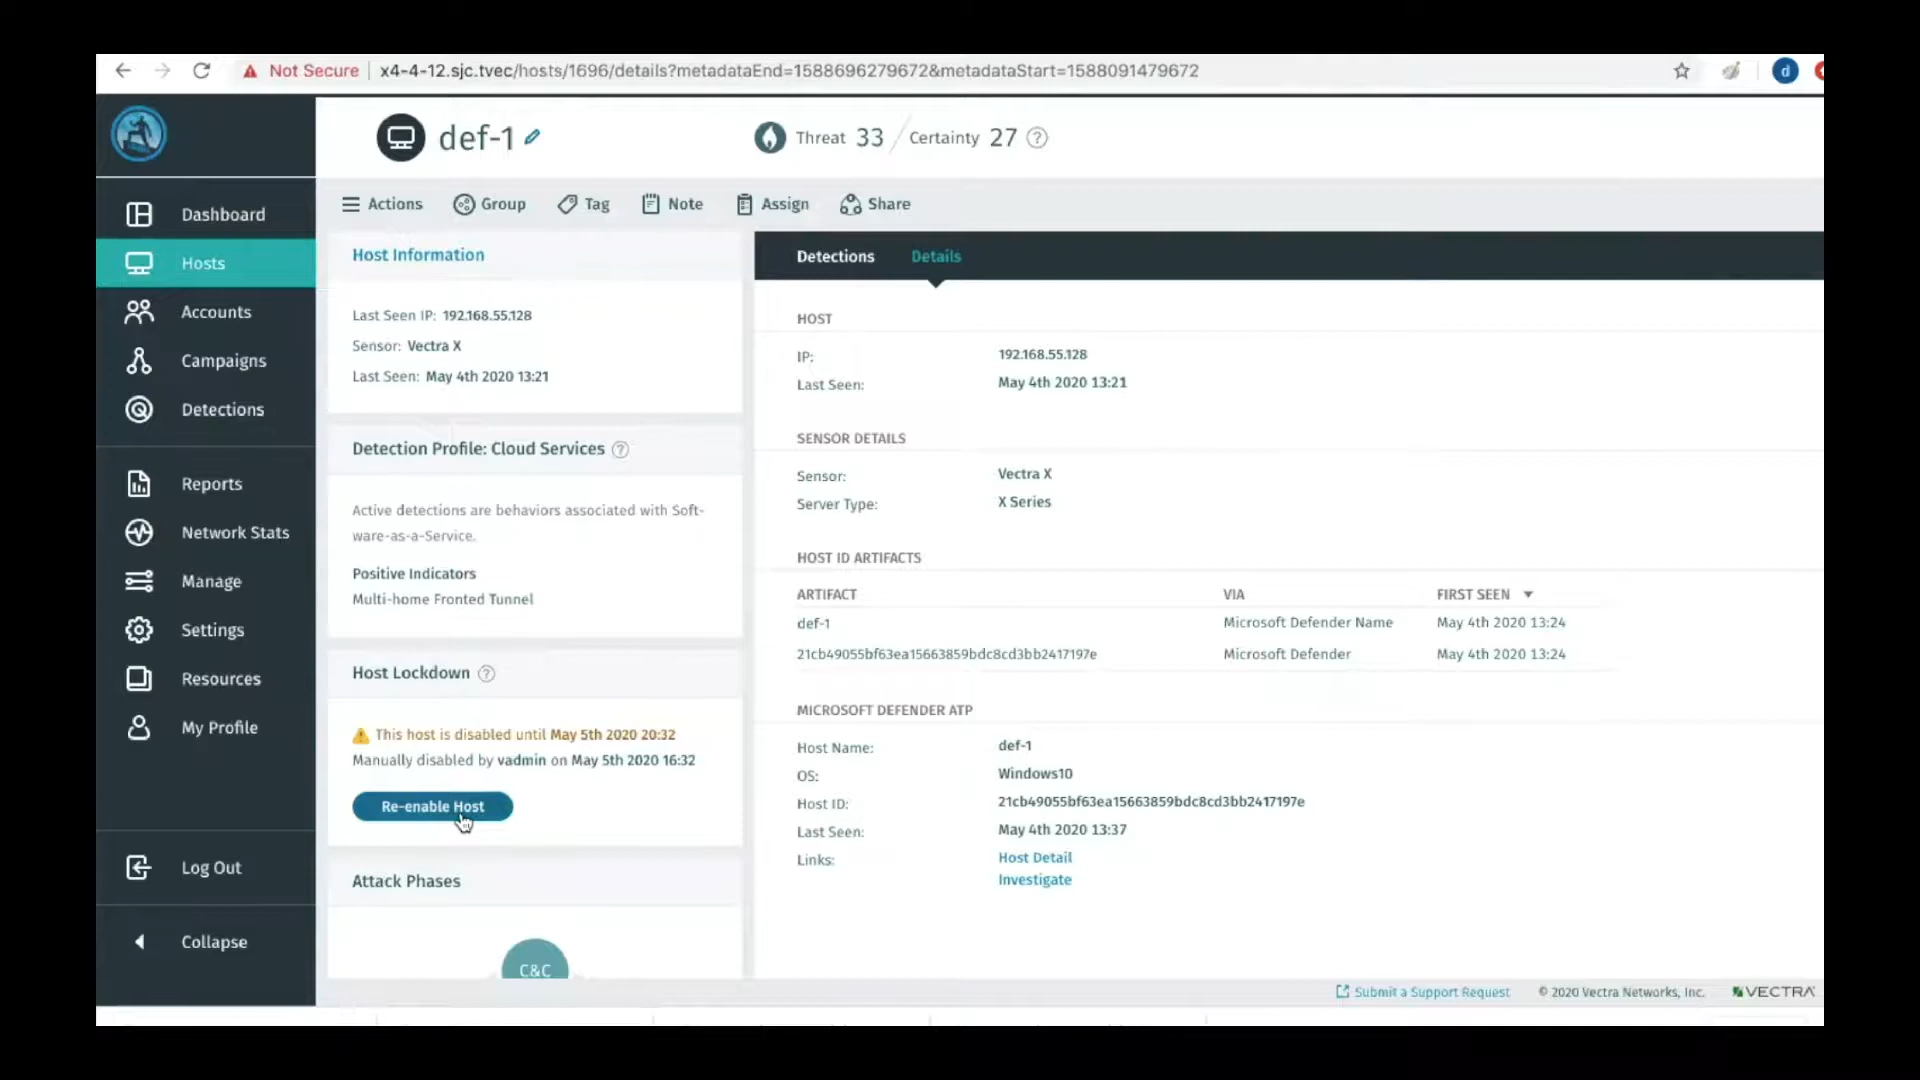 Not Secure | x4-4-12.sjc.tvec/hosts/1696/details?metadataEnd=1588696279672&metadataStart=1588091479672
d
def-1
Threat 33 / Certainty 27 ?
Dashboard
Hosts
Accounts
Campaigns
Detections
Reports
Network Stats
Manage
Settings
Resources
My Profile
Log Out
Collapse
Actions Group Tag Note Assign Share
Host Information
Last Seen IP: 192.168.55.128
Sensor: Vectra X
Last Seen: May 4th 2020 13:21
Detection Profile: Cloud Services ?
Active detections are behaviors associated with Soft-
ware-as-a-Service.
Positive Indicators
Multi-home Fronted Tunnel
Host Lockdown ?
This host is disabled until May 5th 2020 20:32
Manually disabled by vadmin on May 5th 2020 16:32
Re-enable Host
Attack Phases
C&C
Detections Details
HOST
IP: 192.168.55.128
Last Seen: May 4th 2020 13:21
SENSOR DETAILS
Sensor: Vectra X
Server Type: X Series
HOST ID ARTIFACTS
ARTIFACT VIA FIRST SEEN
def-1 Microsoft Defender Name May 4th 2020 13:24
21cb49055bf63ea15663859bdc8cd3bb2417197e Microsoft Defender May 4th 2020 13:24
MICROSOFT DEFENDER ATP
Host Name: def-1
OS: Windows10
Host ID: 21cb49055bf63ea15663859bdc8cd3bb2417197e
Last Seen: May 4th 2020 13:37
Links: Host Detail
Investigate
Submit a Support Request © 2020 Vectra Networks, Inc. VECTRA